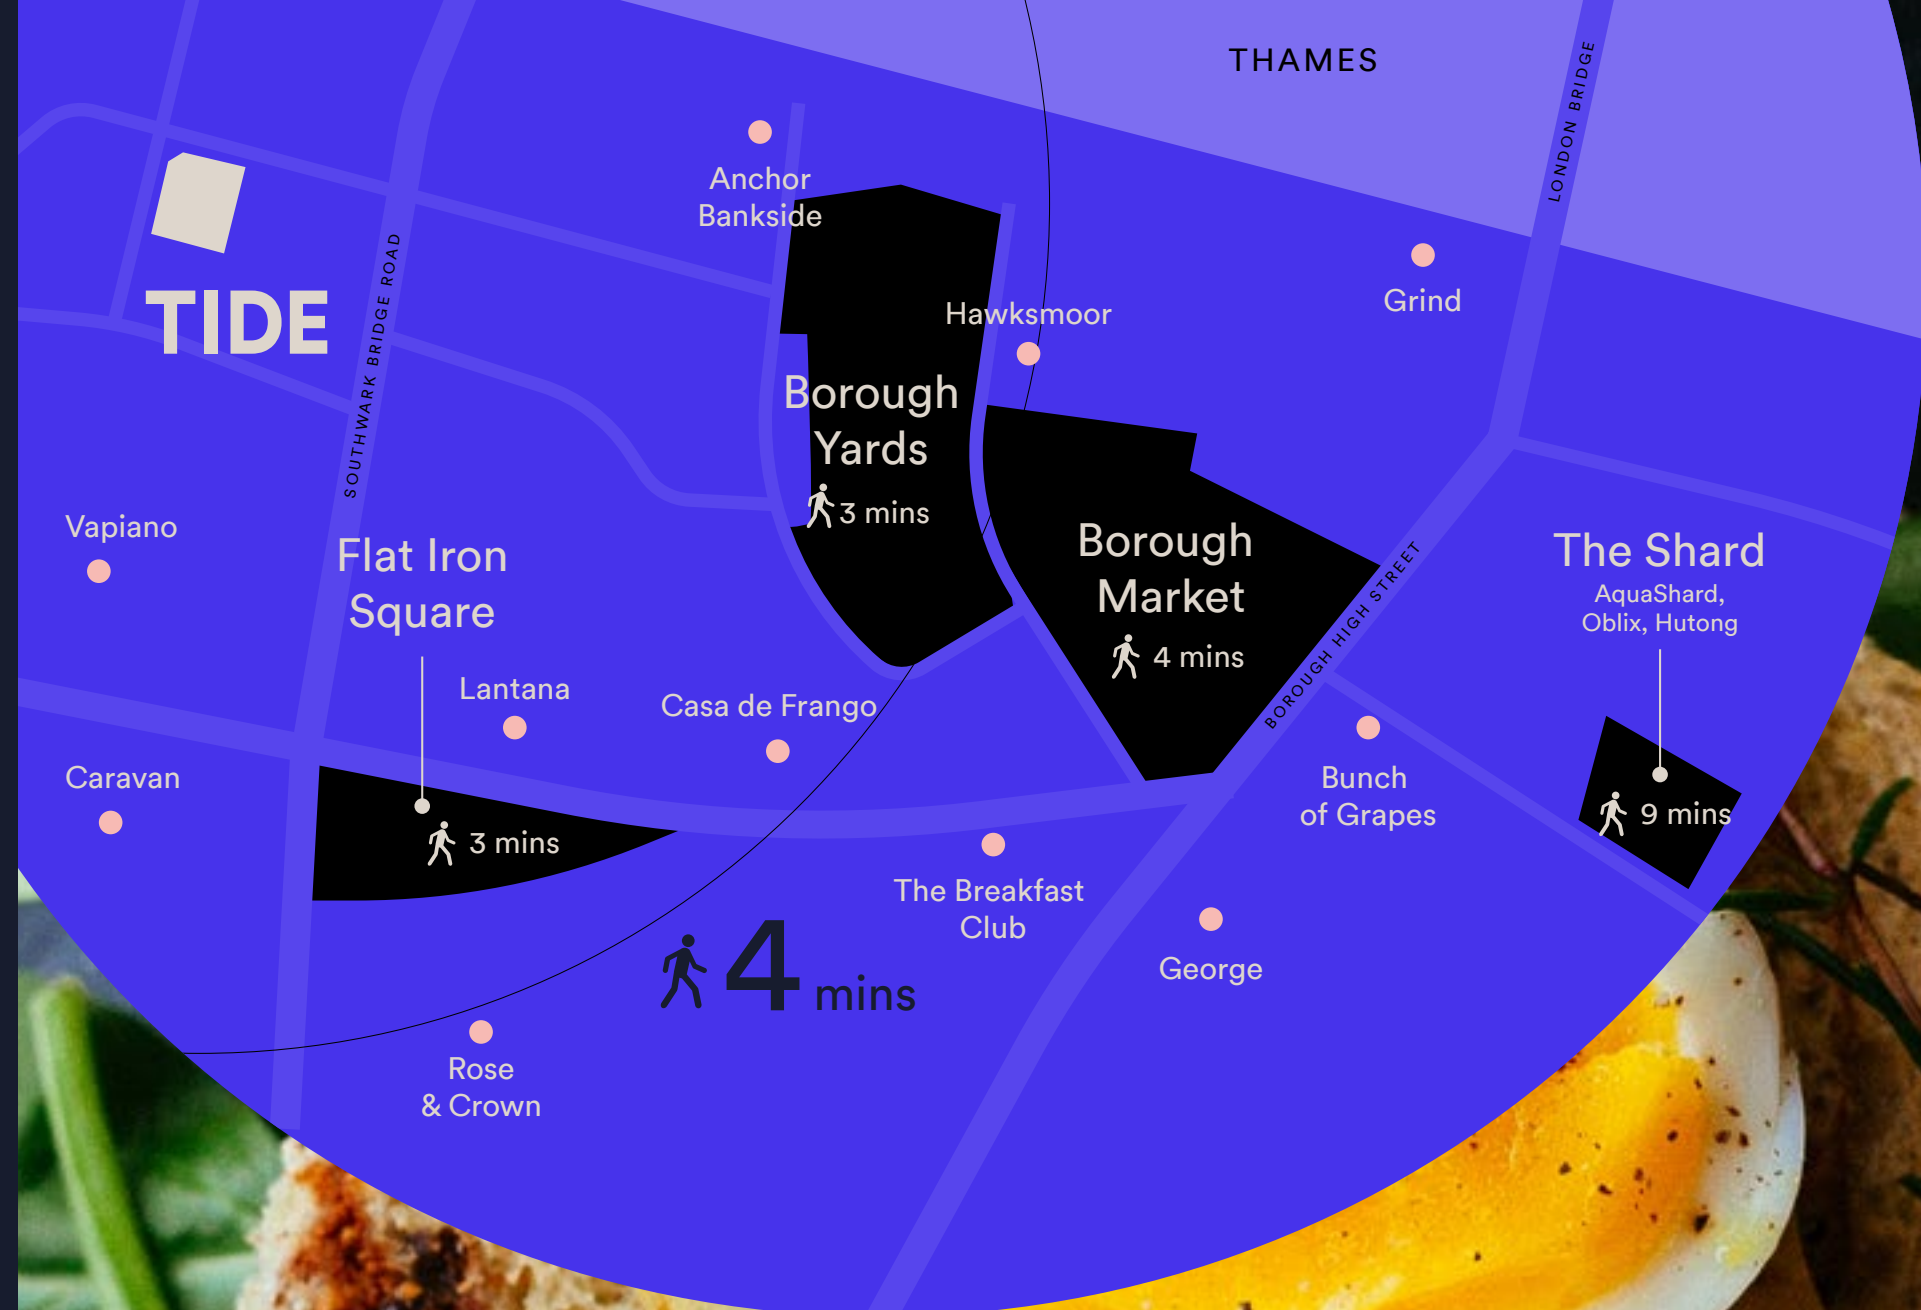 THAMES
LONDON BRIDGE
Anchor
Bankside
Grind
TIDE
SOUTHWARK BRIDGE ROAD
Hawksmoor
Borough
Yards
3 mins
Vapiano
Flat Iron
Square
Borough
Market
4 mins
BOROUGH HIGH STREET
The Shard
AquaShard,
Oblix, Hutong
9 mins
Lantana
Casa de Frango
Caravan
3 mins
Bunch
of Grapes
The Breakfast
Club
George
4 mins
Rose
& Crown